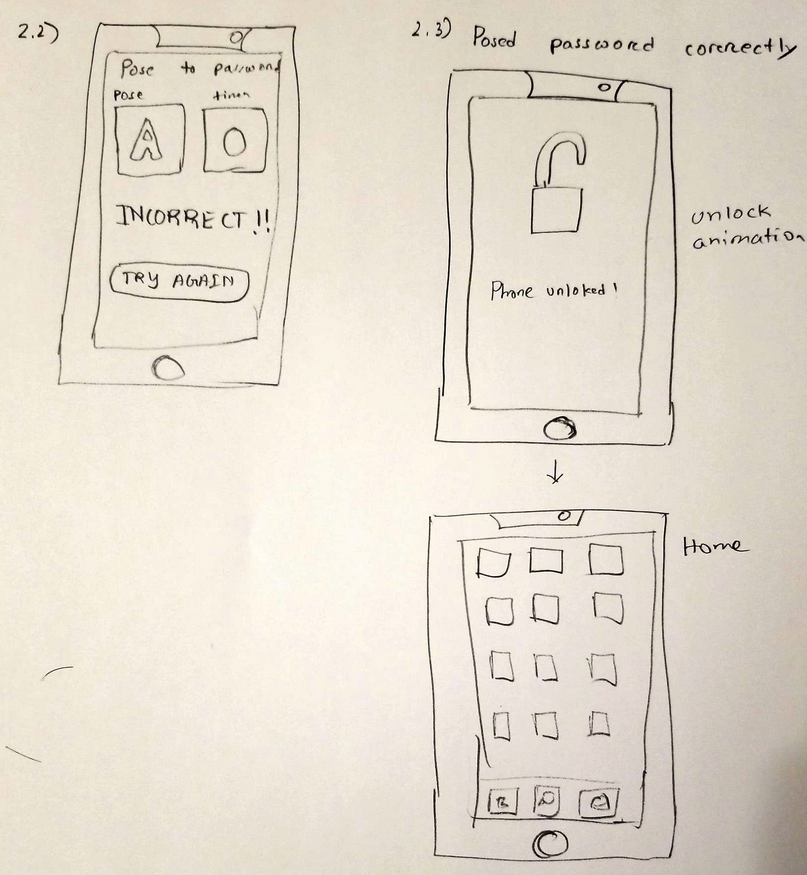 2.2)
Pose to password
Pose timer
A 0
INCORRECT!!
TRY AGAIN
2.3) Posed password correctly
Phone unloked!
unlock
animation
Home